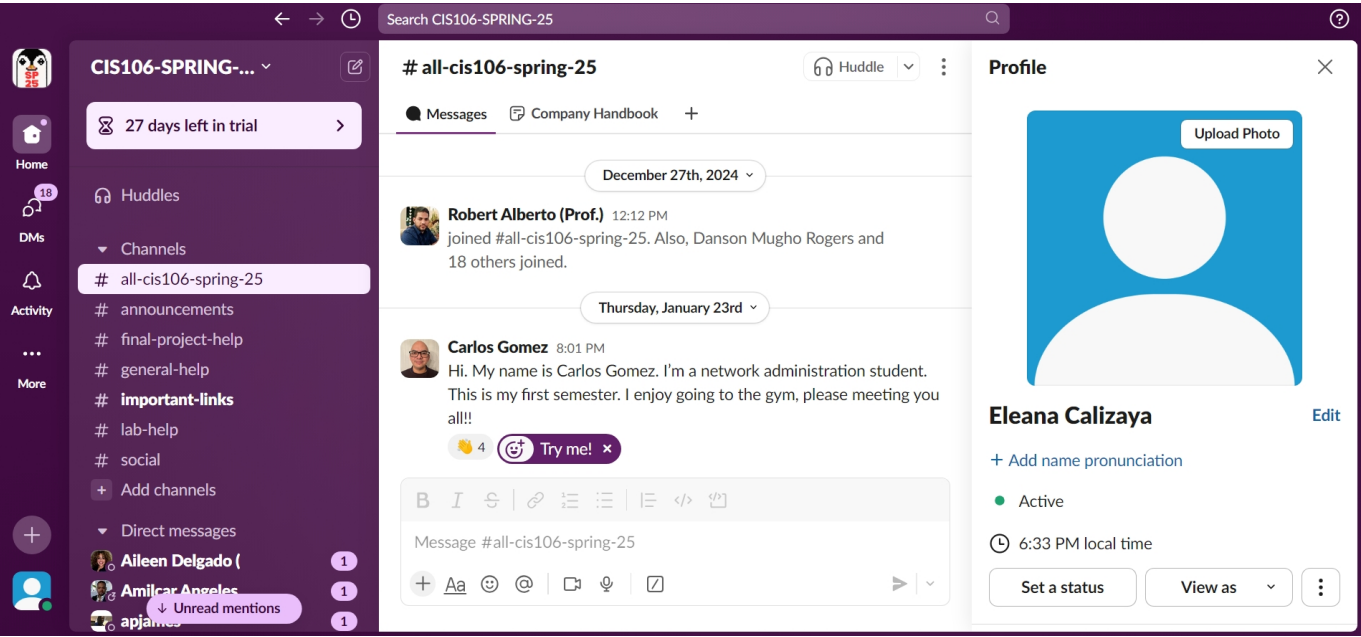 Search CIS106-SPRING-25
SP
25
Home
18
DMs
Activity
More
CIS106-SPRING-...
27 days left in trial
Huddles
Channels
# all-cis106-spring-25
# announcements
# final-project-help
# general-help
# important-links
# lab-help
# social
+ Add channels
Direct messages
Aileen Delgado ( 1
Amilcar Angeles 1
↓ Unread mentions
1
# all-cis106-spring-25
Huddle
Messages
Company Handbook
+
December 27th, 2024
Robert Alberto (Prof.) 12:12 PM
joined #all-cis106-spring-25. Also, Danson Mugho Rogers and
18 others joined.
Thursday, January 23rd
Carlos Gomez 8:01 PM
Hi. My name is Carlos Gomez. I’m a network administration student.
This is my first semester. I enjoy going to the gym, please meeting you
all!!
👏 4 Try me! ×
B I S
Message #all-cis106-spring-25
+ Aa @
Profile
Upload Photo
Eleana Calizaya
Edit
+ Add name pronunciation
Active
6:33 PM local time
Set a status
View as